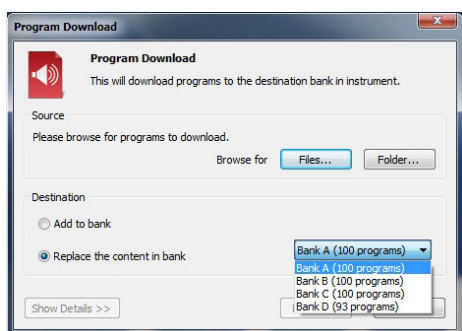 Program Download
Program Download
This will download programs to the destination bank in instrument.
Source
Please browse for programs to download.
Browse for Files... Folder...
Destination
Add to bank
Replace the content in bank Bank A (100 programs)
Bank A (100 programs)
Bank B (100 programs)
Bank C (100 programs)
Bank D (93 programs)
Show Details >>